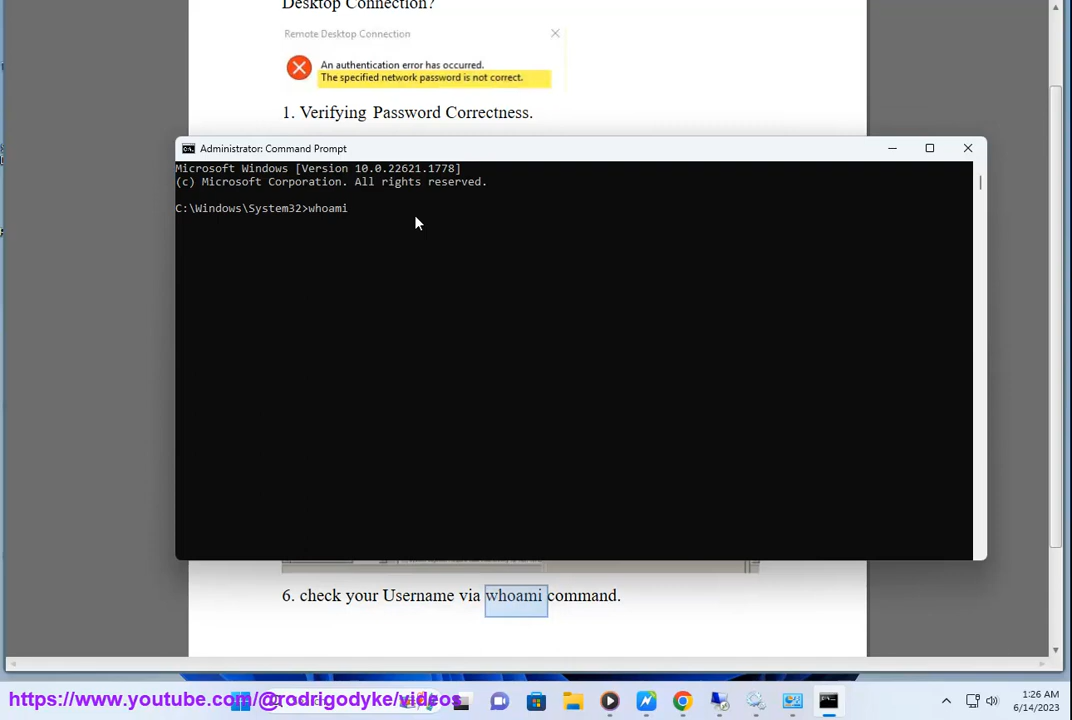 Desktop Connection?
Remote Desktop Connection
An authentication error has occurred.
The specified network password is not correct.
1. Verifying Password Correctness.
Administrator: Command Prompt
Microsoft Windows [Version 10.0.22621.1778]
(c) Microsoft Corporation. All rights reserved.
C:\Windows\System32>whoami
6. check your Username via whoami command.
https://www.youtube.com/@rodrigodyke/videos
1:26 AM
6/14/2023